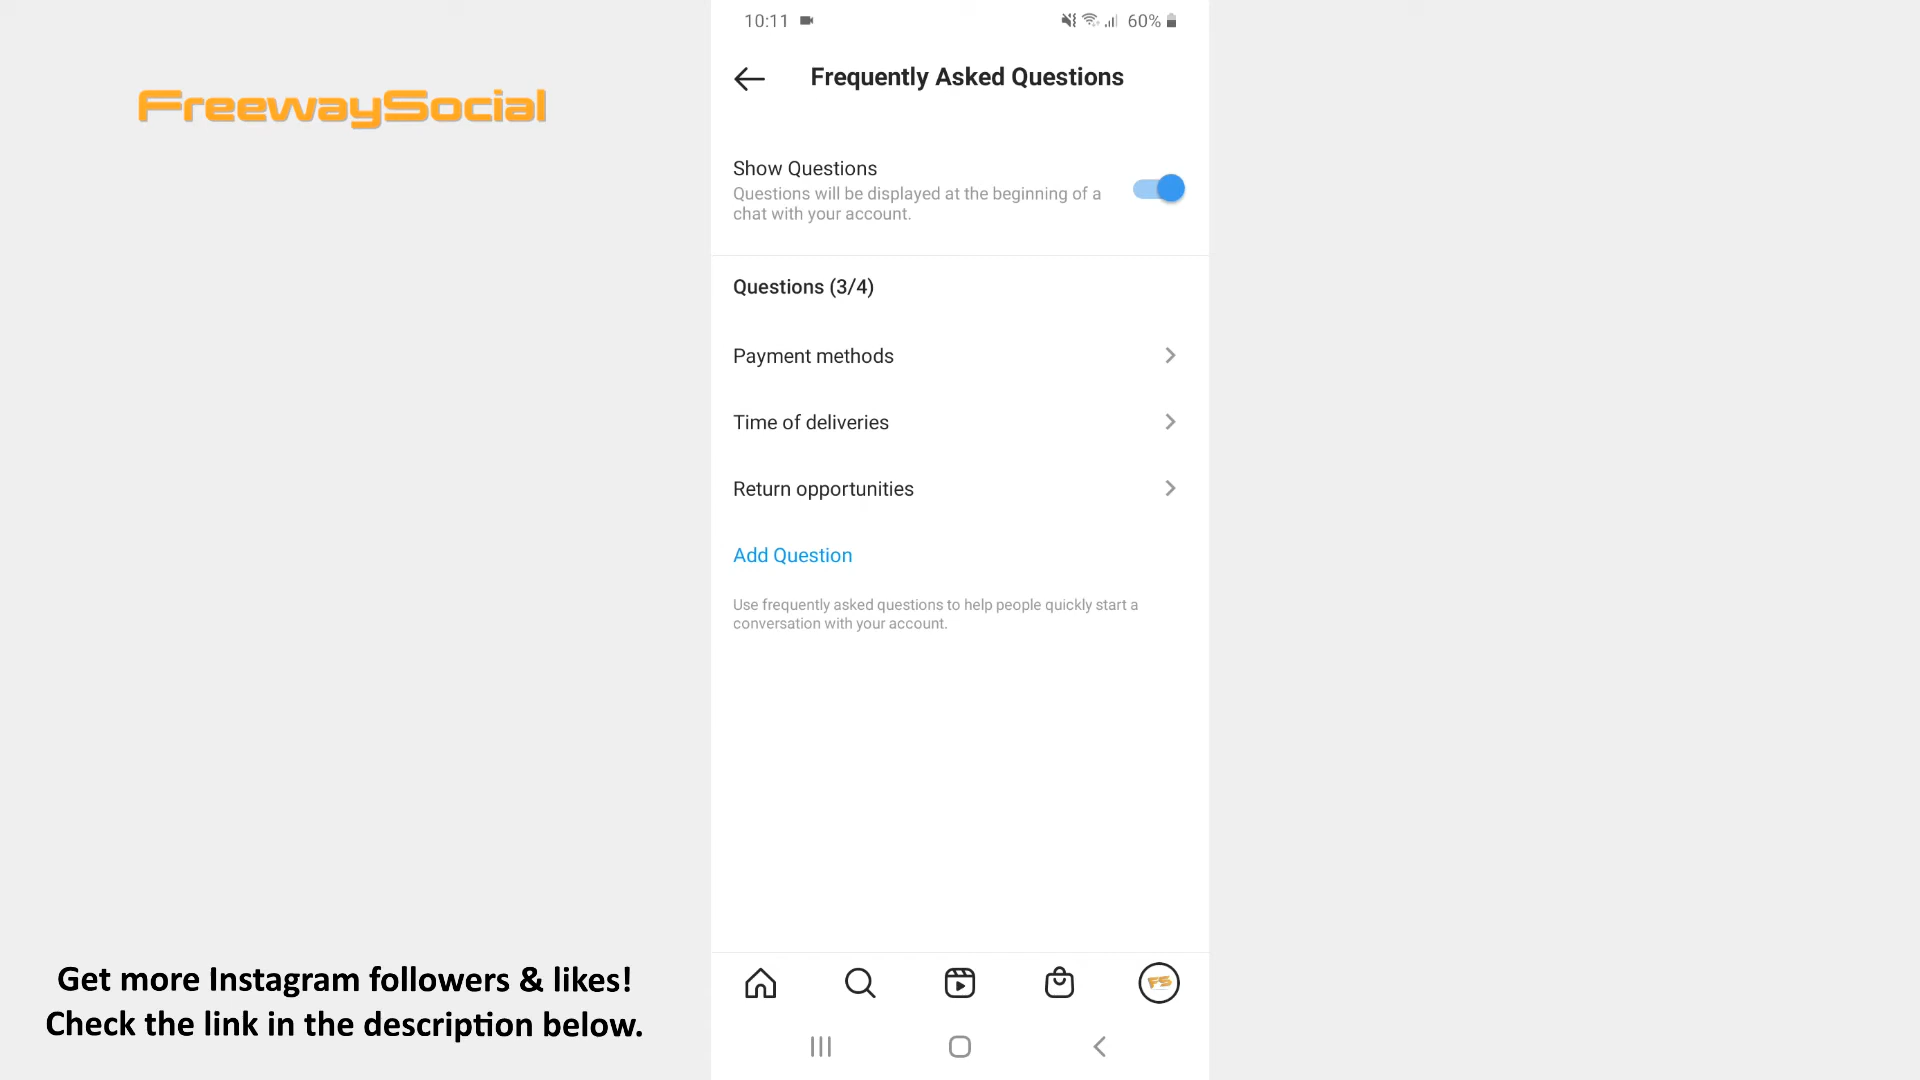 FreewaySocial
10:11
60%
Frequently Asked Questions
Show Questions
Questions will be displayed at the beginning of a
chat with your account.
Questions (3/4)
Payment methods
Time of deliveries
Return opportunities
Add Question
Use frequently asked questions to help people quickly start a
conversation with your account.
FS
Get more Instagram followers & likes!
Check the link in the description below.